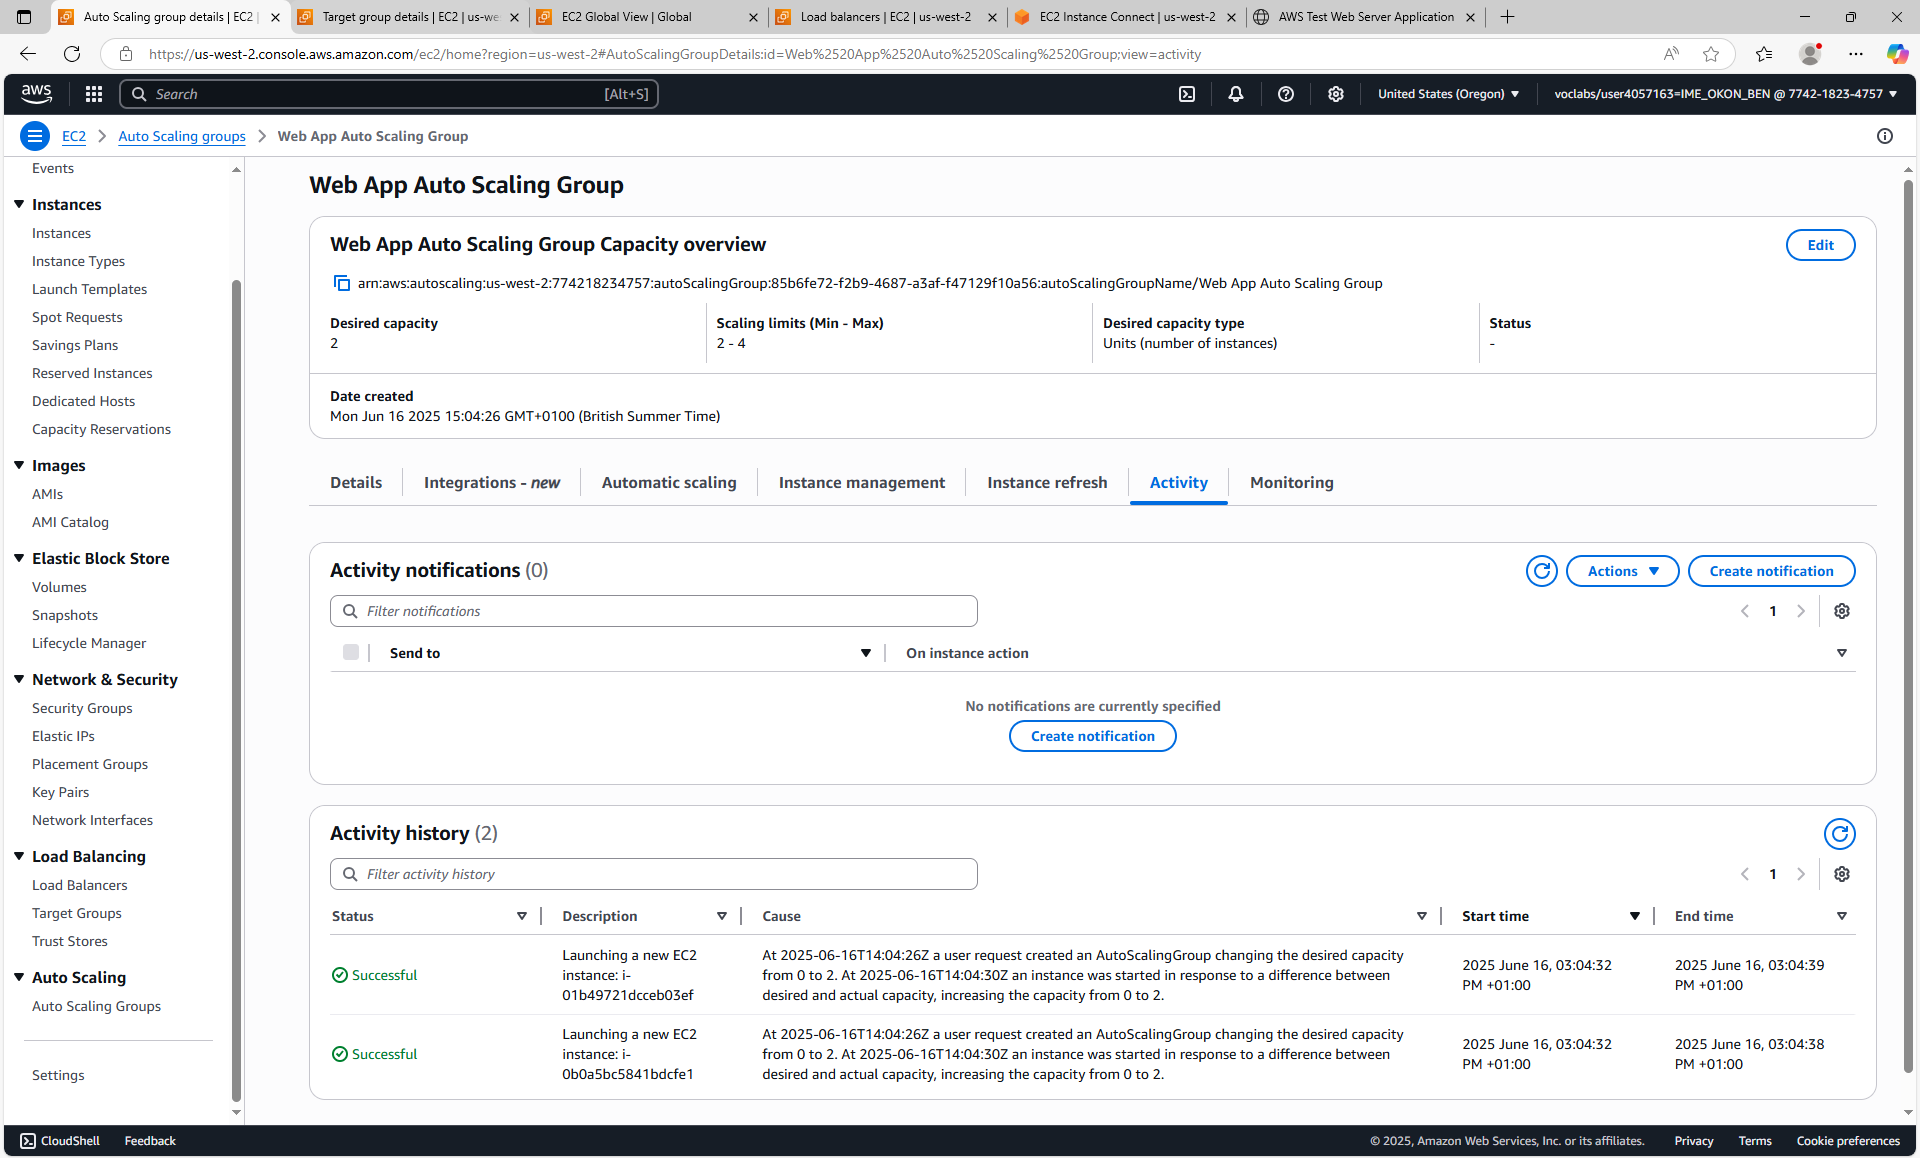 Auto Scaling group details | EC2 |
Target group details | EC2 | us-we
EC2 Global View | Global
Load balancers | EC2 | us-west-2
EC2 Instance Connect | us-west-2
AWS Test Web Server Application
https://us-west-2.console.aws.amazon.com/ec2/home?region=us-west-2#AutoScalingGroupDetails:id=Web%2520App%2520Auto%2520Scaling%2520Group;view=activity
aws
Search
[Alt+S]
United States (Oregon)
voclabs/user4057163=IME_OKON_BEN @ 7742-1823-4757
EC2
Auto Scaling groups
Web App Auto Scaling Group
Events
Instances
Instances
Instance Types
Launch Templates
Spot Requests
Savings Plans
Reserved Instances
Dedicated Hosts
Capacity Reservations
Images
AMIs
AMI Catalog
Elastic Block Store
Volumes
Snapshots
Lifecycle Manager
Network & Security
Security Groups
Elastic IPs
Placement Groups
Key Pairs
Network Interfaces
Load Balancing
Load Balancers
Target Groups
Trust Stores
Auto Scaling
Auto Scaling Groups
Settings
Web App Auto Scaling Group
Web App Auto Scaling Group Capacity overview
Edit
arn:aws:autoscaling:us-west-2:774218234757:autoScalingGroup:85b6fe72-f2b9-4687-a3af-f47129f10a56:autoScalingGroupName/Web App Auto Scaling Group
Desired capacity
2
Scaling limits (Min - Max)
2 - 4
Desired capacity type
Units (number of instances)
Status
-
Date created
Mon Jun 16 2025 15:04:26 GMT+0100 (British Summer Time)
Details
Integrations - new
Automatic scaling
Instance management
Instance refresh
Activity
Monitoring
Activity notifications (0)
Actions
Create notification
Filter notifications
1
Send to
On instance action
No notifications are currently specified
Create notification
Activity history (2)
Filter activity history
1
Status
Description
Cause
Start time
End time
Successful
Launching a new EC2
instance: i-
01b49721dcceb03ef
At 2025-06-16T14:04:26Z a user request created an AutoScalingGroup changing the desired capacity
from 0 to 2. At 2025-06-16T14:04:30Z an instance was started in response to a difference between
desired and actual capacity, increasing the capacity from 0 to 2.
2025 June 16, 03:04:32
PM +01:00
2025 June 16, 03:04:39
PM +01:00
Successful
Launching a new EC2
instance: i-
0b0a5bc5841bdcfe1
At 2025-06-16T14:04:26Z a user request created an AutoScalingGroup changing the desired capacity
from 0 to 2. At 2025-06-16T14:04:30Z an instance was started in response to a difference between
desired and actual capacity, increasing the capacity from 0 to 2.
2025 June 16, 03:04:32
PM +01:00
2025 June 16, 03:04:38
PM +01:00
CloudShell
Feedback
© 2025, Amazon Web Services, Inc. or its affiliates.
Privacy
Terms
Cookie preferences